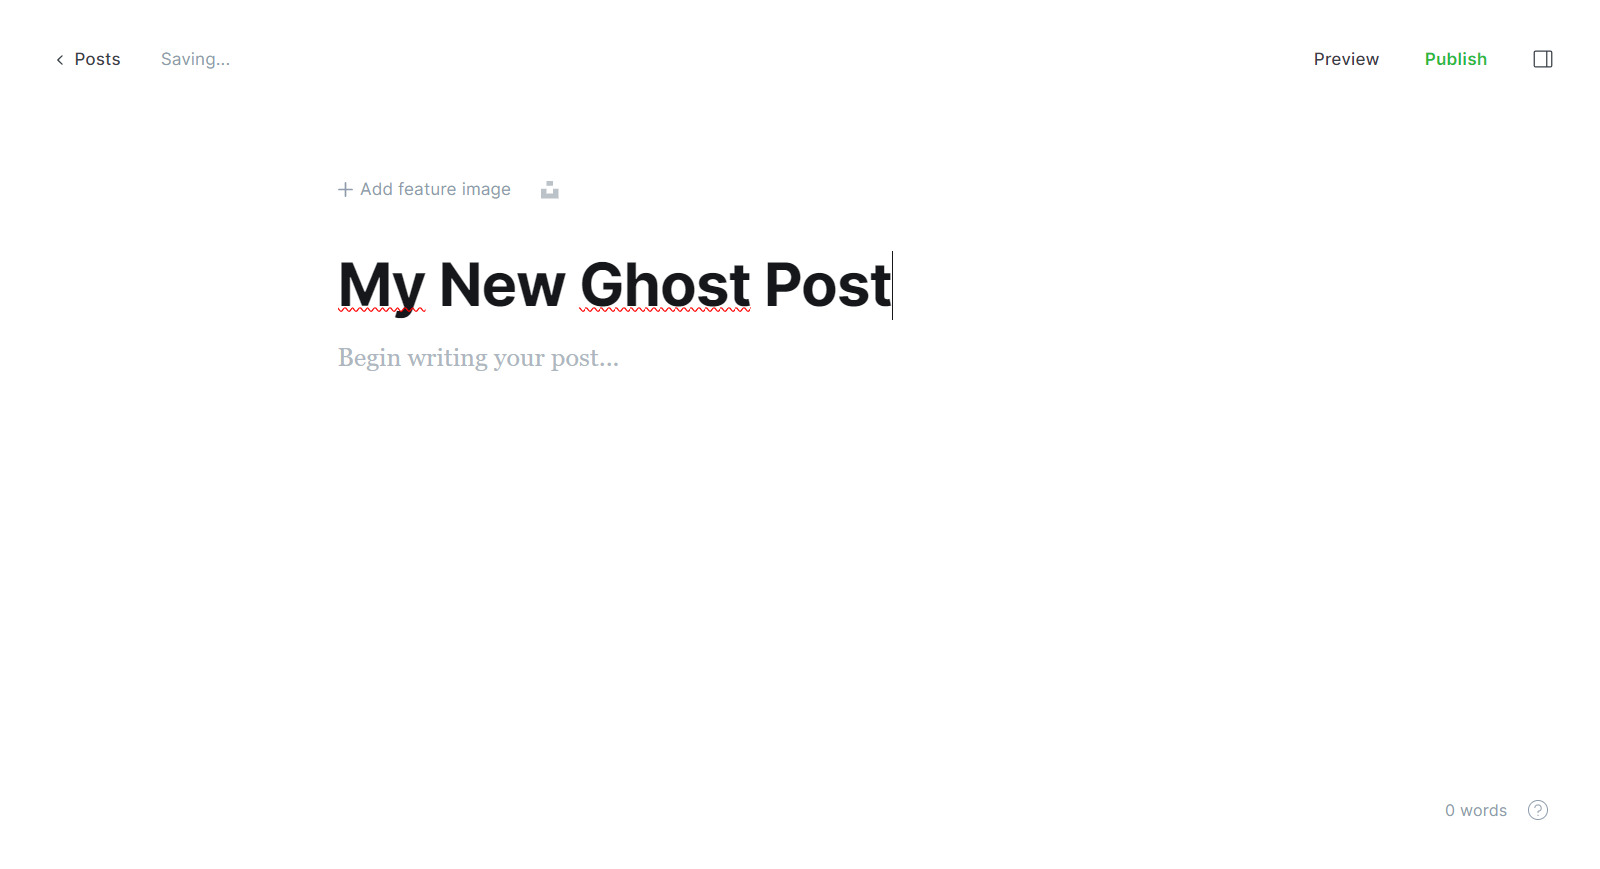 Posts
Saving...
Preview
Publish
Add feature image
My New Ghost Post
Begin writing your post...
0 words
?